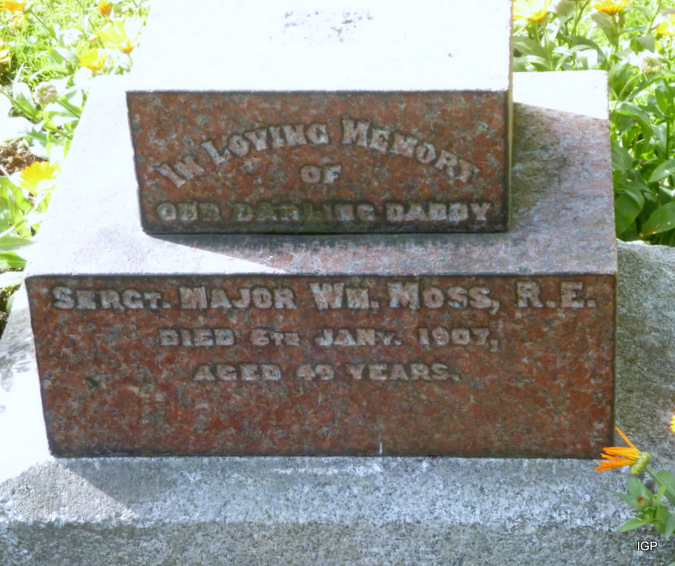 IN LOVING MEMORY
OF
OUR DARLING DADDY
SERGT. MAJOR WM. MOSS, R.E.
DIED 6TH JANY. 1907,
AGED 49 YEARS.
IGP